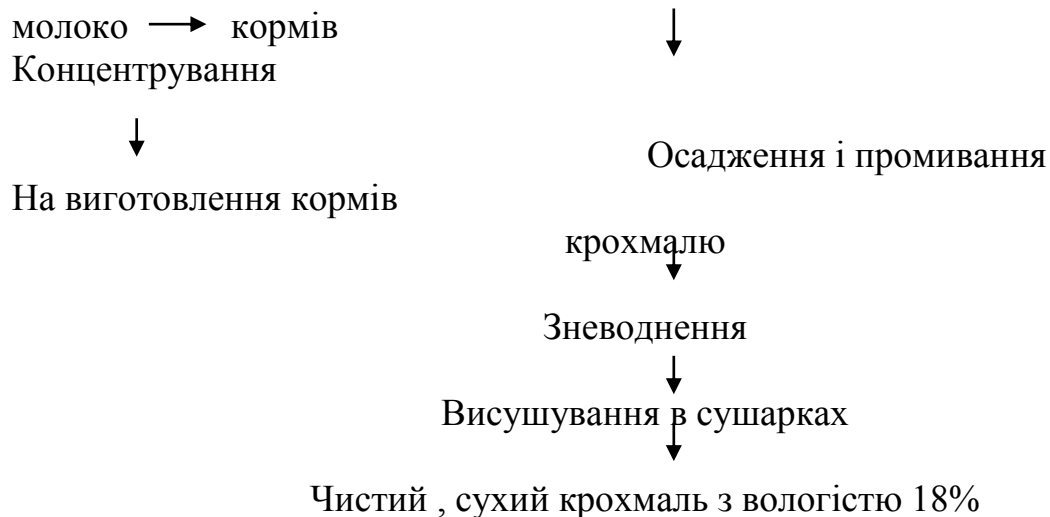 молоко → кормів
Концентрування
Осадження і промивання
На виготовлення кормів
крохмалю
Зневоднення
Висушування в сушарках
Чистий , сухий крохмаль з вологістю 18%